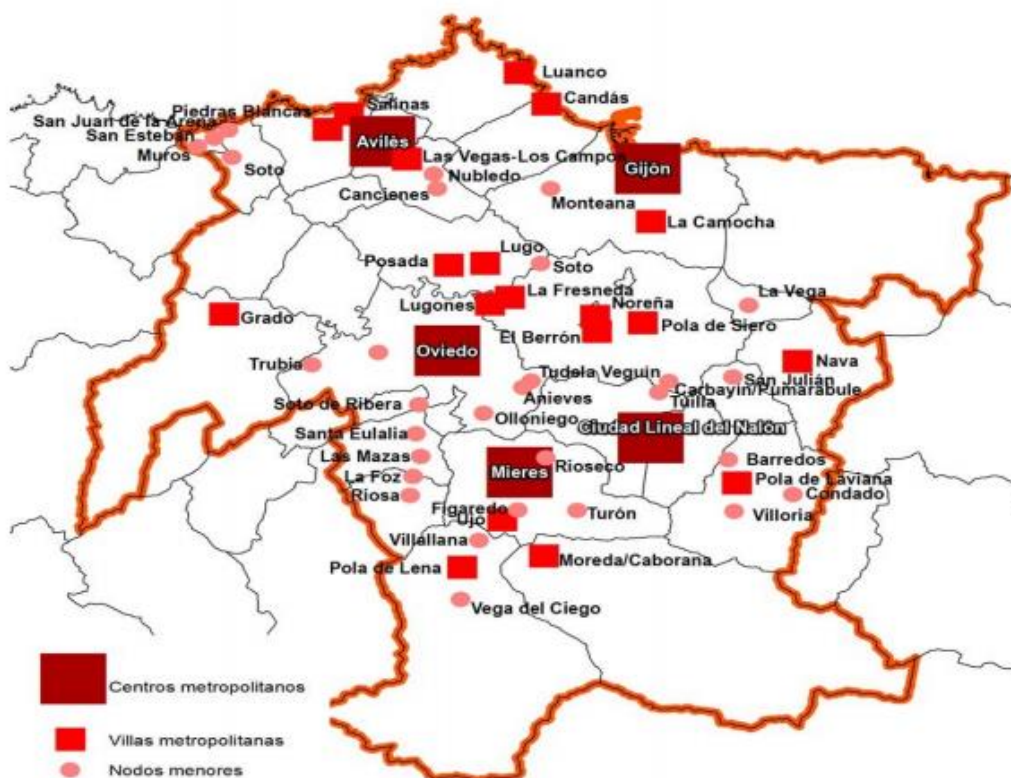 Luanco
Candás
Salinas
Piedras Blancas
San Juan de la Arena
San Esteban
Avilés
Muros
Las Vegas-Los Campos
Gijón
Soto
Nubledo
Cancienes
Monteana
La Camocha
Lugo
Posada
Soto
La Fresneda
La Vega
Lugones
Noreña
Grado
Pola de Siero
El Berrón
Oviedo
Nava
Trubia
Tudela Veguin
San Julián
Carbayin/Pumarabule
Anieves
Tuilla
Soto de Ribera
Olloniego
Ciudad Lineal del Nalón
Santa Eulalia
Las Mazas
Rioseco
Barredos
Mieres
La Foz
Pola de Laviana
Riosa
Condado
Figaredo
Turón
Villoria
Ujo
Villallana
Moreda/Caborana
Pola de Lena
Vega del Ciego
Centros metropolitanos
Villas metropolitanas
Nodos menores